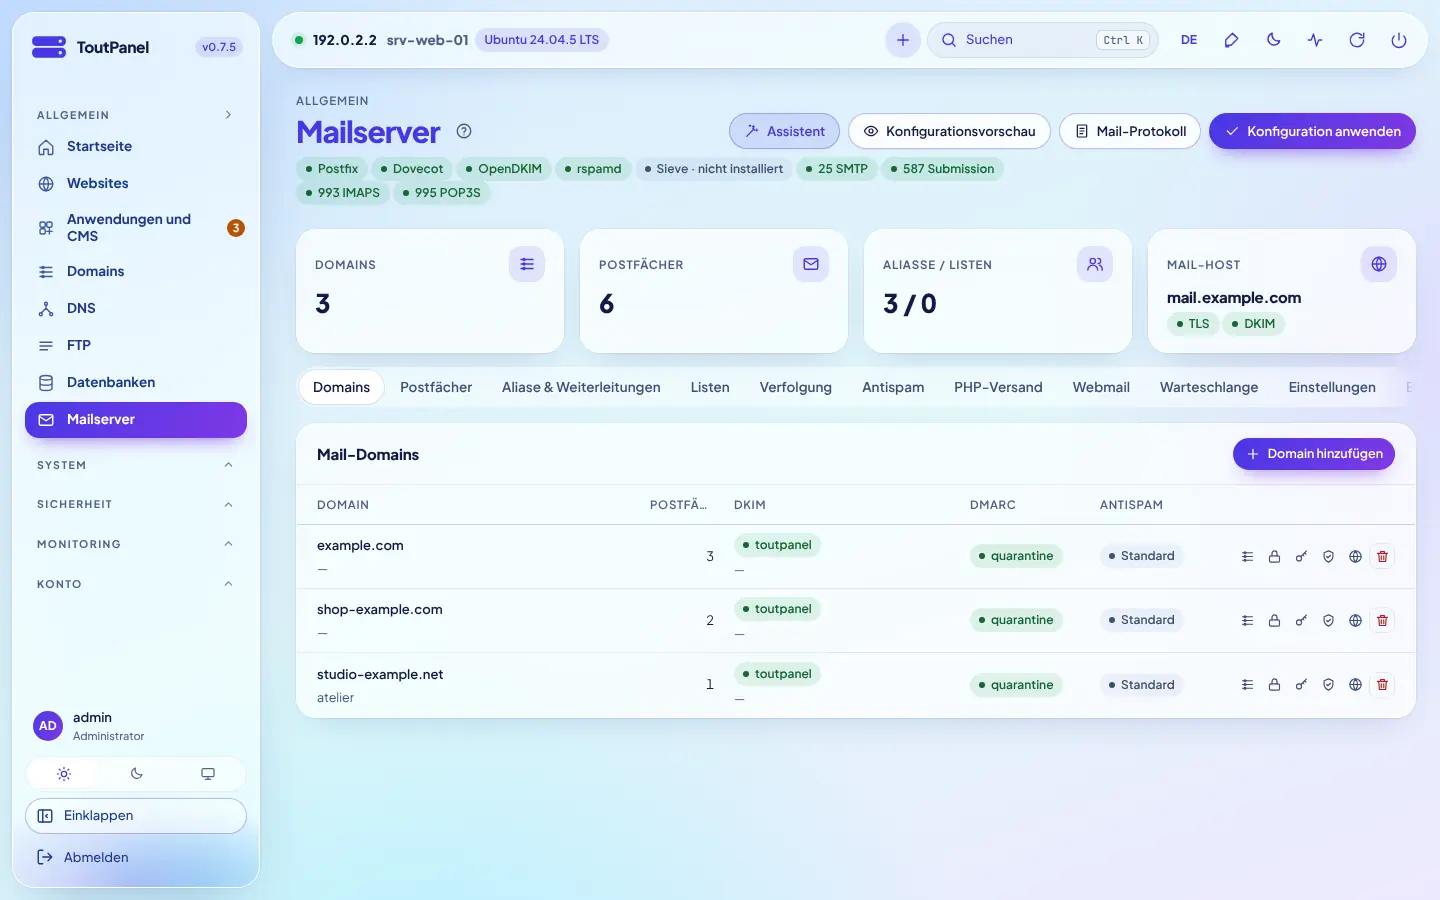 ToutPanel
v0.7.5
ALLGEMEIN
Startseite
Websites
Anwendungen und
CMS
3
Domains
DNS
FTP
Datenbanken
Mailserver
SYSTEM
SICHERHEIT
MONITORING
KONTO
AD
admin
Administrator
Einklappen
Abmelden
192.0.2.2 srv-web-01 Ubuntu 24.04.5 LTS
Suchen Ctrl K
DE
ALLGEMEIN
Mailserver
Assistent
Konfigurationsvorschau
Mail-Protokoll
Konfiguration anwenden
Postfix Dovecot OpenDKIM rspamd Sieve · nicht installiert 25 SMTP 587 Submission
993 IMAPS 995 POP3S
DOMAINS
3
POSTFÄCHER
6
ALIASSE / LISTEN
3 / 0
MAIL-HOST
mail.example.com
TLS DKIM
Domains Postfächer Aliase & Weiterleitungen Listen Verfolgung Antispam PHP-Versand Webmail Warteschlange Einstellungen
Mail-Domains
Domain hinzufügen
DOMAIN POSTFÄ… DKIM DMARC ANTISPAM
example.com
—
3
toutpanel
—
quarantine
Standard
shop-example.com
—
2
toutpanel
—
quarantine
Standard
studio-example.net
atelier
1
toutpanel
—
quarantine
Standard